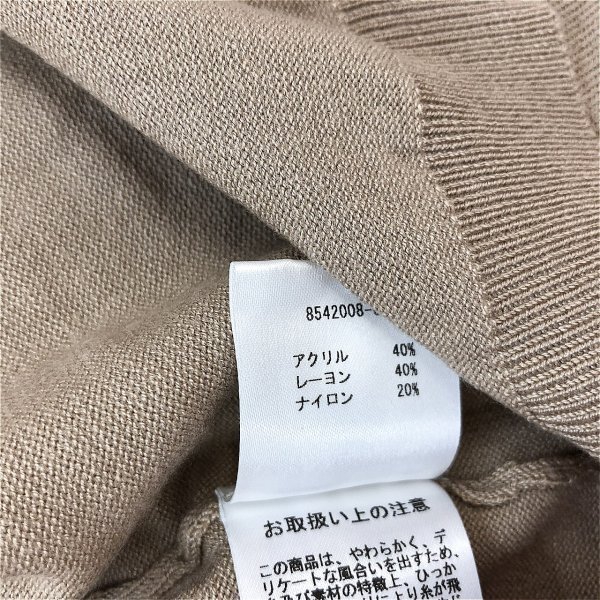 8542008-
アクリル 40%
レーヨン 40%
ナイロン 20%
お取扱い上の注意
この商品は、やわらかく、デ
リケートな風合いを出すため、
及び素材の特徴上、ひっか
により糸が飛